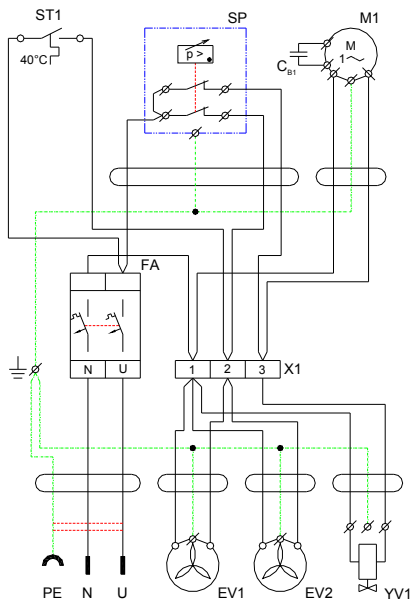 ST1
SP
M1
40°C
p >
C B1
M
1 ~
FA
N U
1 2 3 X1
PE N U EV1 EV2 YV1